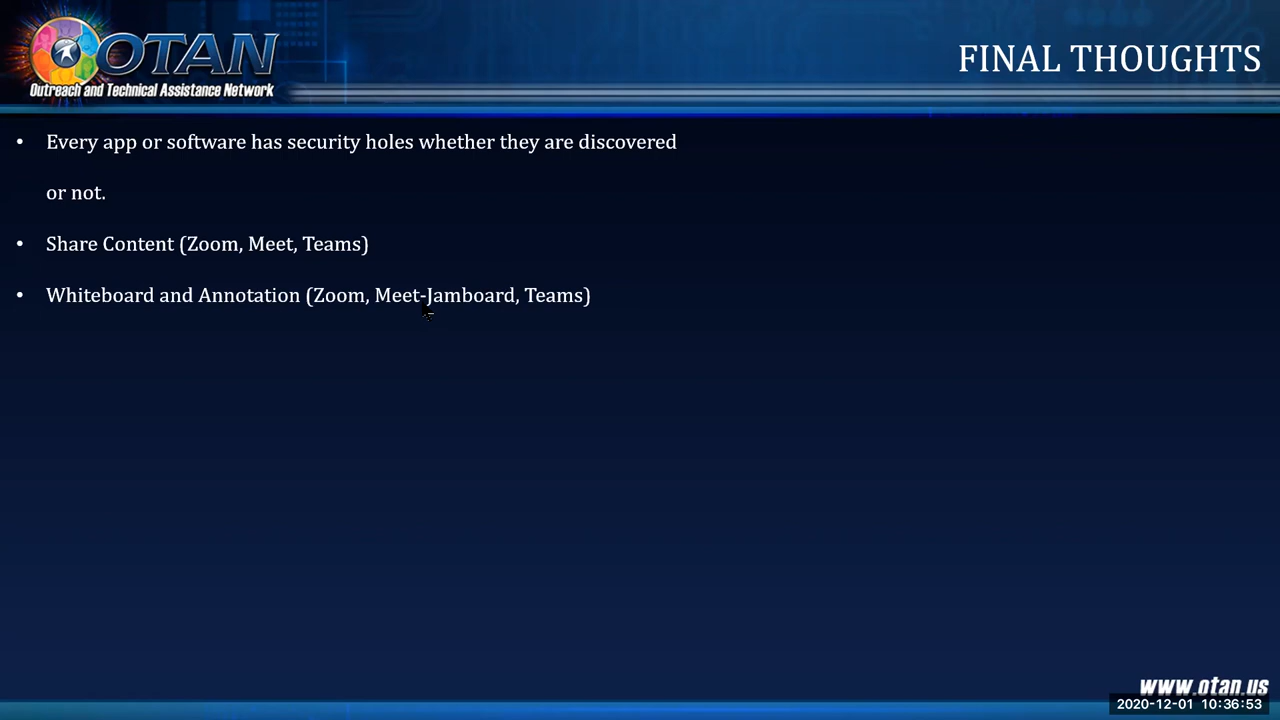 OTAN
Outreach and Technical Assistance Network
FINAL THOUGHTS
• Every app or software has security holes whether they are discovered
or not.
• Share Content (Zoom, Meet, Teams)
• Whiteboard and Annotation (Zoom, Meet-Jamboard, Teams)
www.otan.us
2020-12-01 10:36:53